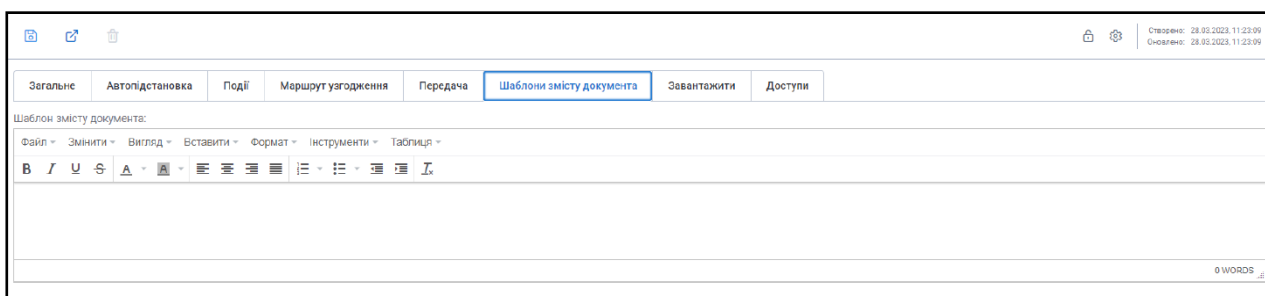 Створено: 28.03.2023, 11:23:09
Оновлено: 28.03.2023, 11:23:09
Загальне Автопідстановка Події Маршрут узгодження Передача Шаблони змісту документа Завантажити Доступи
Шаблон змісту документа:
Файл Змінити Вигляд Вставити Формат Інструменти Таблиця
0 WORDS